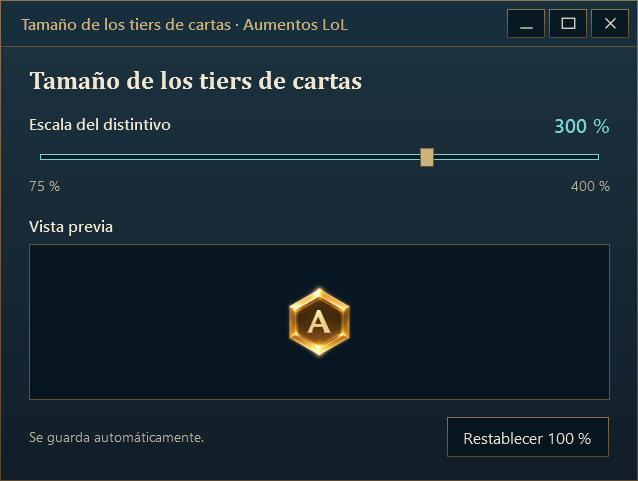 Tamaño de los tiers de cartas · Aumentos LoL
Tamaño de los tiers de cartas
Escala del distintivo
300 %
75 %
400 %
Vista previa
A
Se guarda automáticamente.
Restablecer 100 %